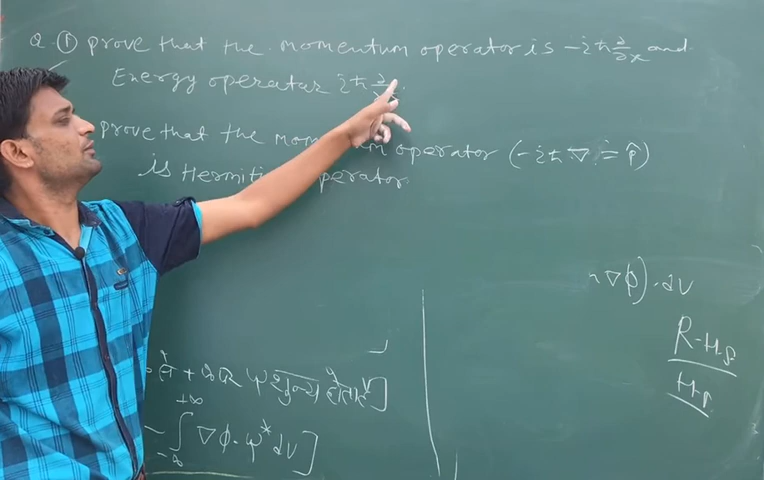 Q. ① prove that the momentum operator is -iħ ∂/∂x and
Energy operator iħ ∂
prove that the mom m operator (-iħ ∇ = p̂)
is Hermiti perator
∇φ) · dv
R.H.S
H.P
+∞
∫ ∇φ · ψ* dv ]
-∞